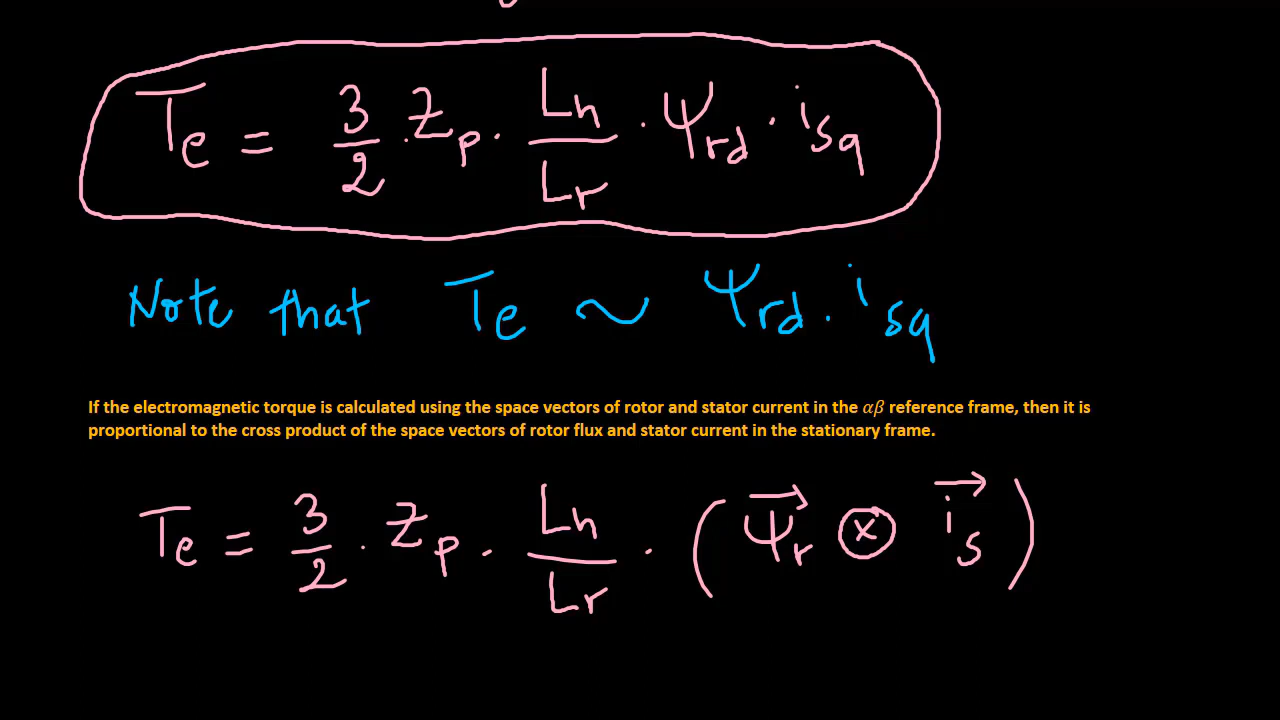 Te = 3/2 · Zp · Lh/Lr · Ψrd · isq
Note that Te ~ Ψrd · isq
If the electromagnetic torque is calculated using the space vectors of rotor and stator current in the αβ reference frame, then it is
proportional to the cross product of the space vectors of rotor flux and stator current in the stationary frame.
Te = 3/2 · Zp · Lh/Lr · (Ψ⃗r ⊗ i⃗s)